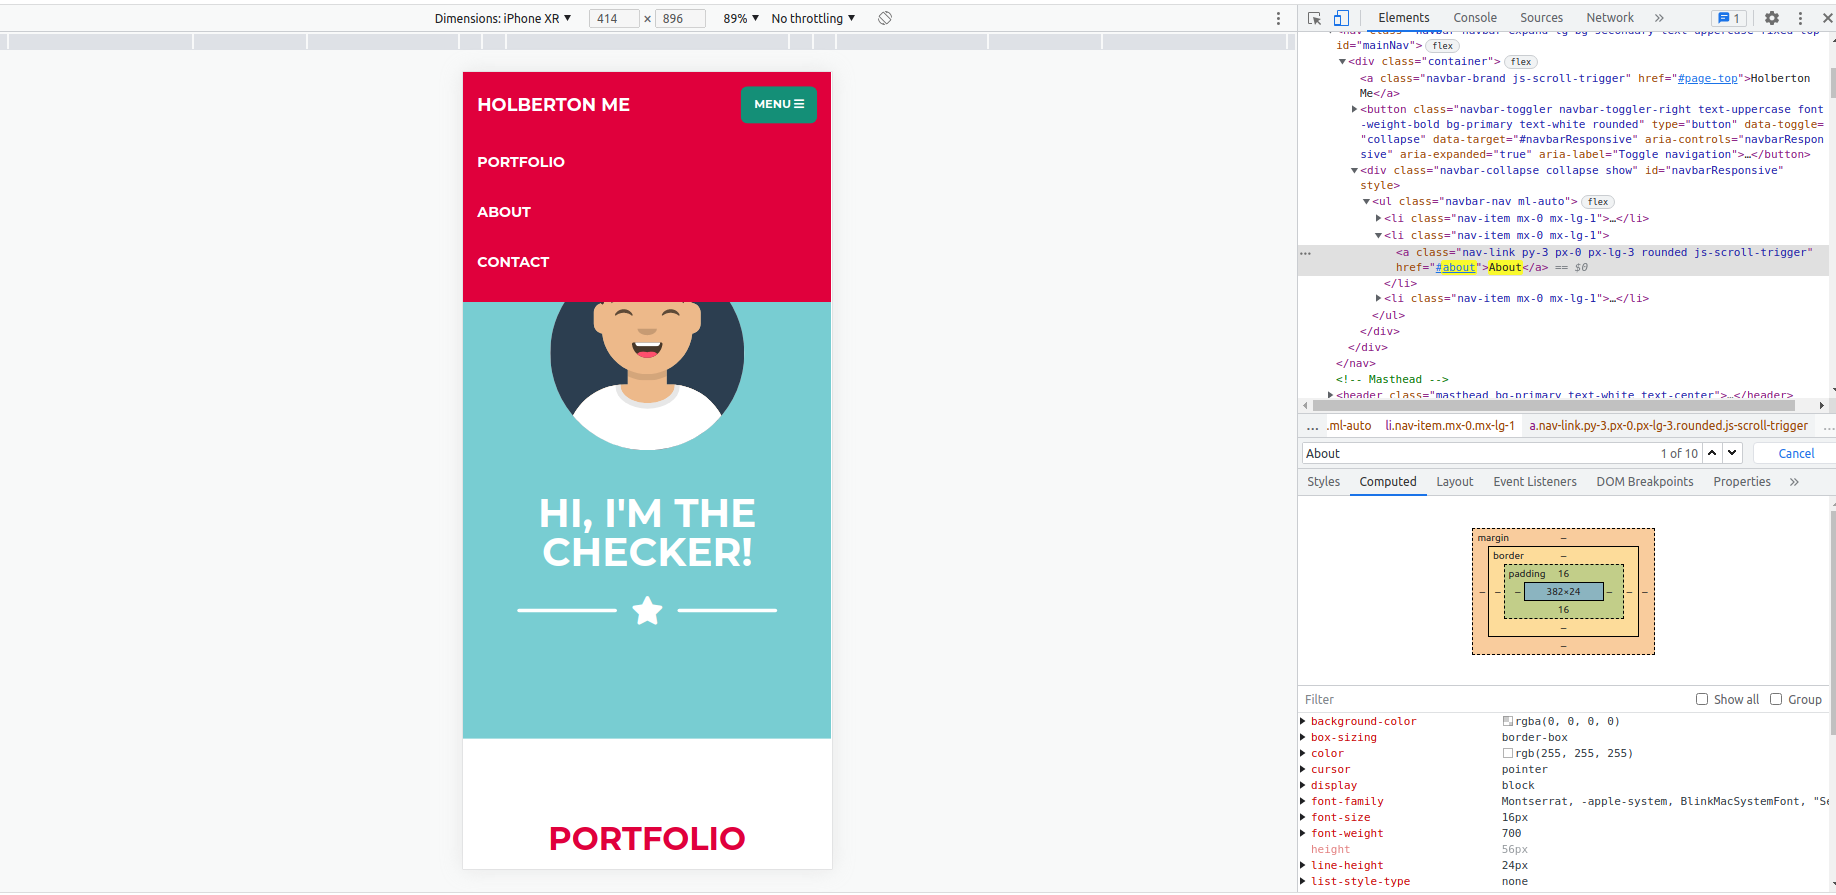 Dimensions: iPhone XR ▼ 414 × 896 89% ▼ No throttling ▼
Elements Console Sources Network » 1
HOLBERTON ME
MENU
PORTFOLIO
ABOUT
CONTACT
HI, I'M THE
CHECKER!
PORTFOLIO
id="mainNav"> flex
▼<div class="container"> flex
<a class="navbar-brand js-scroll-trigger" href="#page-top">Holberton
Me</a>
▶<button class="navbar-toggler navbar-toggler-right text-uppercase font
-weight-bold bg-primary text-white rounded" type="button" data-toggle=
"collapse" data-target="#navbarResponsive" aria-controls="navbarRespon
sive" aria-expanded="true" aria-label="Toggle navigation">…</button>
▼<div class="navbar-collapse collapse show" id="navbarResponsive"
style>
▼<ul class="navbar-nav ml-auto"> flex
▶<li class="nav-item mx-0 mx-lg-1">…</li>
▼<li class="nav-item mx-0 mx-lg-1">
<a class="nav-link py-3 px-0 px-lg-3 rounded js-scroll-trigger"
href="#about">About</a> == $0
</li>
▶<li class="nav-item mx-0 mx-lg-1">…</li>
</ul>
</div>
</div>
</nav>
<!-- Masthead -->
▶<header class="masthead bg-primary text-white text-center">…</header>
… .ml-auto li.nav-item.mx-0.mx-lg-1 a.nav-link.py-3.px-0.px-lg-3.rounded.js-scroll-trigger …
About 1 of 10 Cancel
Styles Computed Layout Event Listeners DOM Breakpoints Properties »
margin –
border –
padding 16
– – – 382×24 – – –
16
–
–
Filter Show all Group
background-color rgba(0, 0, 0, 0)
box-sizing border-box
color rgb(255, 255, 255)
cursor pointer
display block
font-family Montserrat, -apple-system, BlinkMacSystemFont, "Se
font-size 16px
font-weight 700
height 56px
line-height 24px
list-style-type none